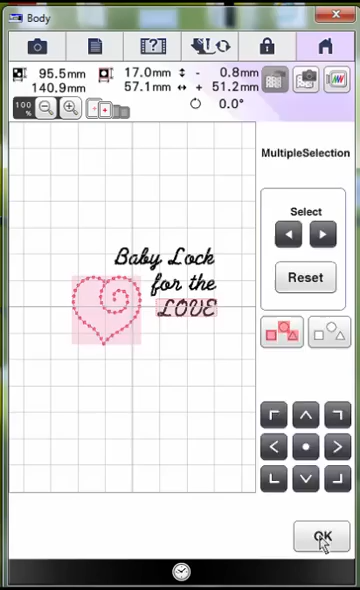 Body
95.5mm
140.9mm
17.0mm ↕ - 0.8mm
57.1mm ↔ + 51.2mm
0.0°
100 %
MultipleSelection
Select
Reset
Baby Lock
for the
LOVE
OK